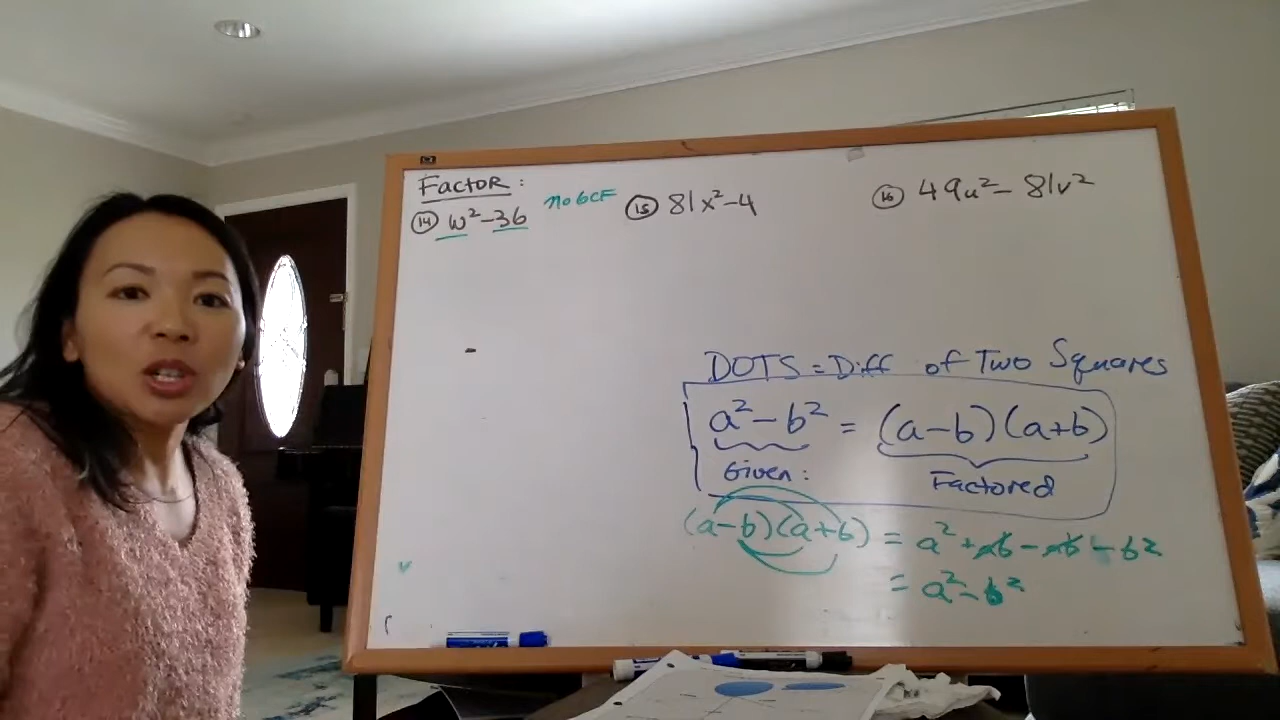 Factor:
⑭ w²-36 no GCF
⑮ 81x²-4
⑯ 49u²-81v²
DOTS = Diff of Two Squares
a²-b² = (a-b)(a+b)
Given: Factored
(a-b)(a+b) = a²+ab-ab-b²
= a²-b²